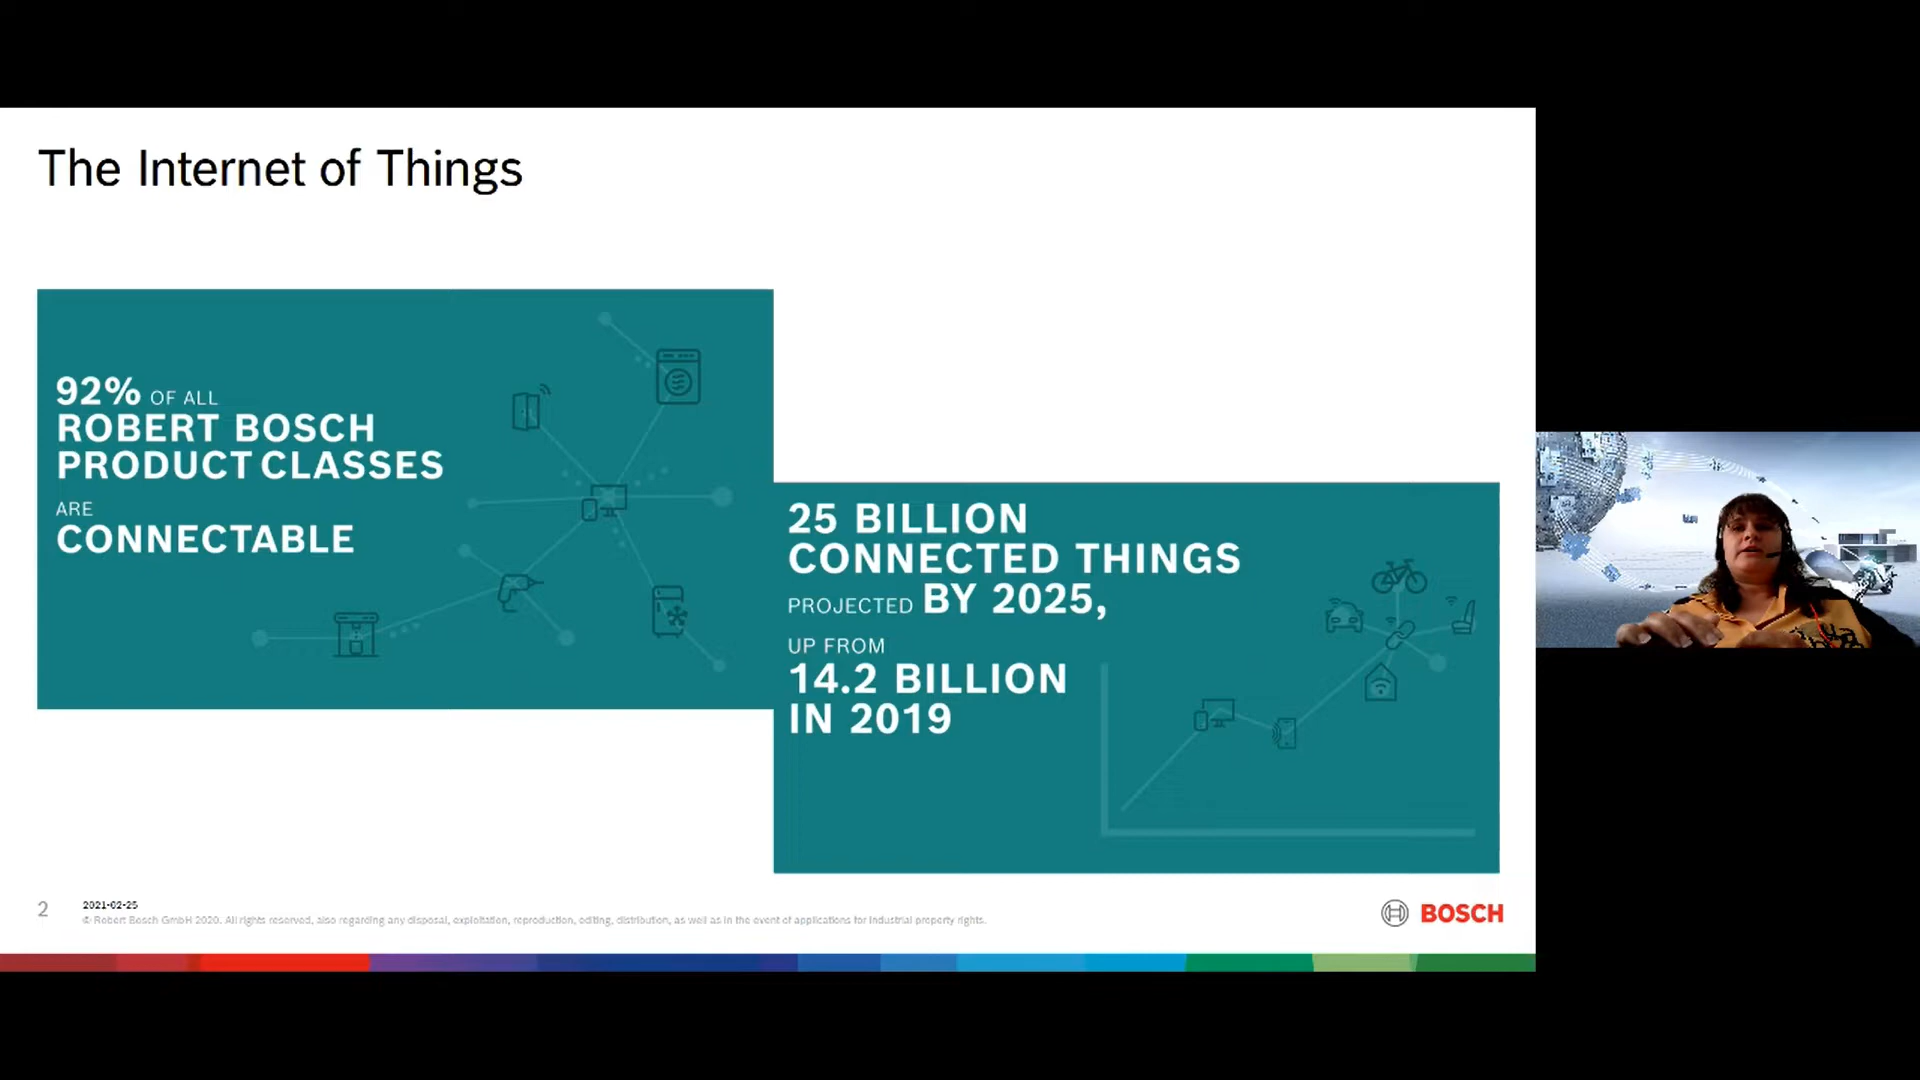 The Internet of Things
92% OF ALL
ROBERT BOSCH
PRODUCT CLASSES
ARE
CONNECTABLE
25 BILLION
CONNECTED THINGS
PROJECTED BY 2025,
UP FROM
14.2 BILLION
IN 2019
2
2021-02-25
© Robert Bosch GmbH 2020. All rights reserved, also regarding any disposal, exploitation, reproduction, editing, distribution, as well as in the event of applications for industrial property rights.
BOSCH